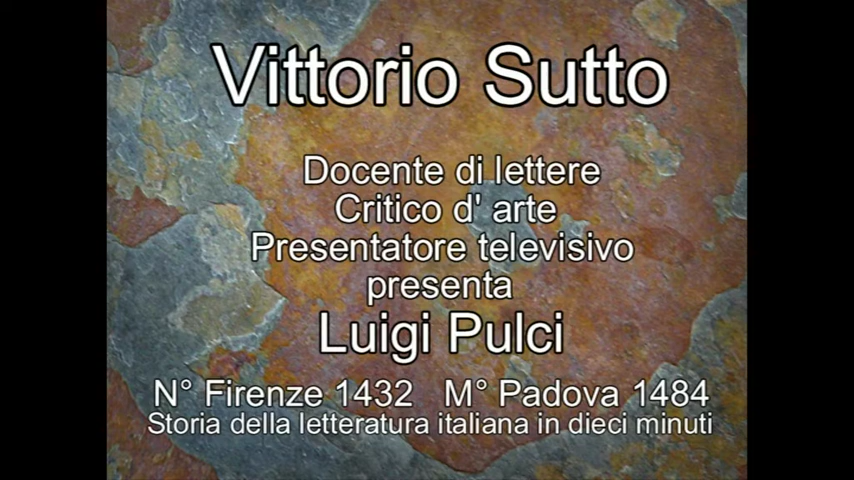 Vittorio Sutto
Docente di lettere
Critico d' arte
Presentatore televisivo
presenta
Luigi Pulci
N° Firenze 1432 M° Padova 1484
Storia della letteratura italiana in dieci minuti